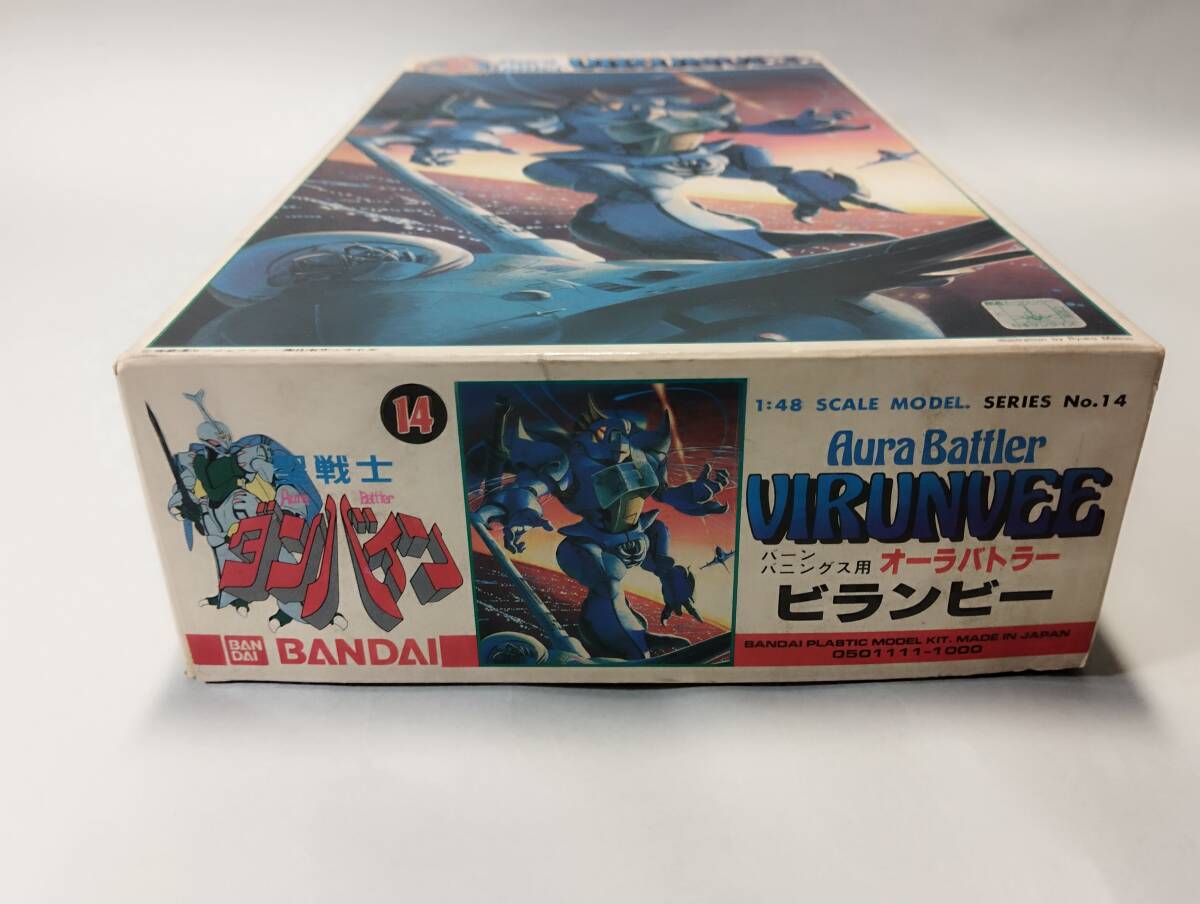 14
聖戦士
Aura Battler
ダンバイン
BAN
DAI
BANDAI
1:48 SCALE MODEL. SERIES No.14
Aura Battler
VIRUNVEE
バーン
バニングス用 オーラバトラー
ビランビー
BANDAI PLASTIC MODEL KIT. MADE IN JAPAN
0501111-1000